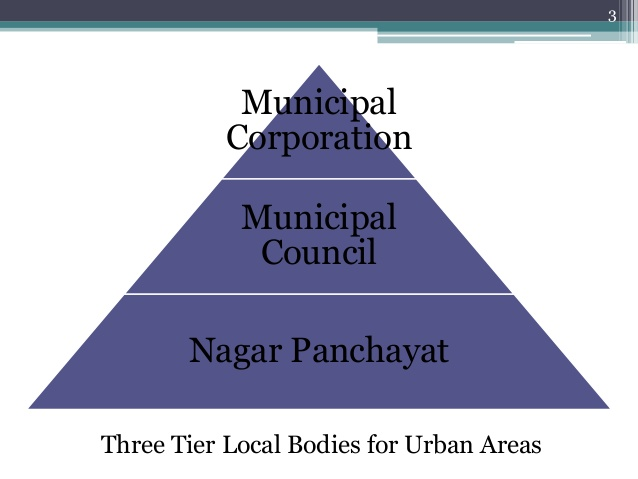 3
Municipal
Corporation
Municipal
Council
Nagar Panchayat
Three Tier Local Bodies for Urban Areas